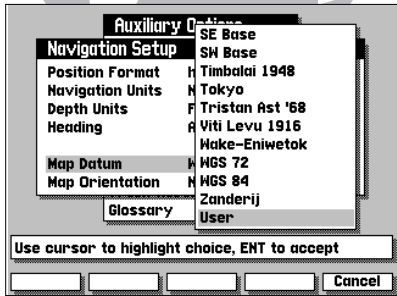 Auxiliary O
Navigation Setup
Position Format h
Navigation Units N
Depth Units F
Heading A
Map Datum W
Map Orientation N
Glossary
SE Base
SW Base
Timbalai 1948
Tokyo
Tristan Ast '68
Viti Levu 1916
Wake-Eniwetok
WGS 72
WGS 84
Zanderij
User
Use cursor to highlight choice, ENT to accept
Cancel